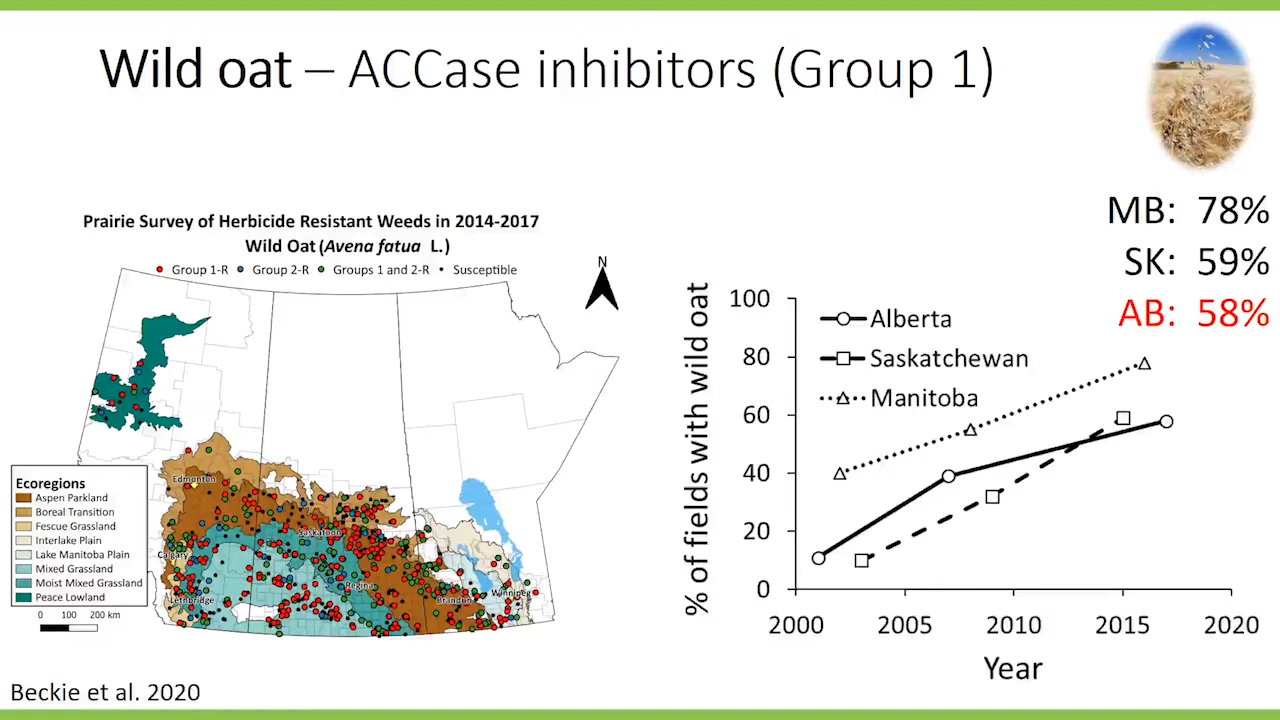 Wild oat – ACCase inhibitors (Group 1)
MB: 78%
SK: 59%
AB: 58%
Prairie Survey of Herbicide Resistant Weeds in 2014-2017
Wild Oat (Avena fatua L.)
Group 1-R Group 2-R Groups 1 and 2-R Susceptible
N
Edmonton
Saskatoon
Calgary
Regina
Lethbridge
Brandon
Winnipeg
Ecoregions
Aspen Parkland
Boreal Transition
Fescue Grassland
Interlake Plain
Lake Manitoba Plain
Mixed Grassland
Moist Mixed Grassland
Peace Lowland
0 100 200 km
% of fields with wild oat
100
80
60
40
20
0
Alberta
Saskatchewan
Manitoba
2000 2005 2010 2015 2020
Year
Beckie et al. 2020